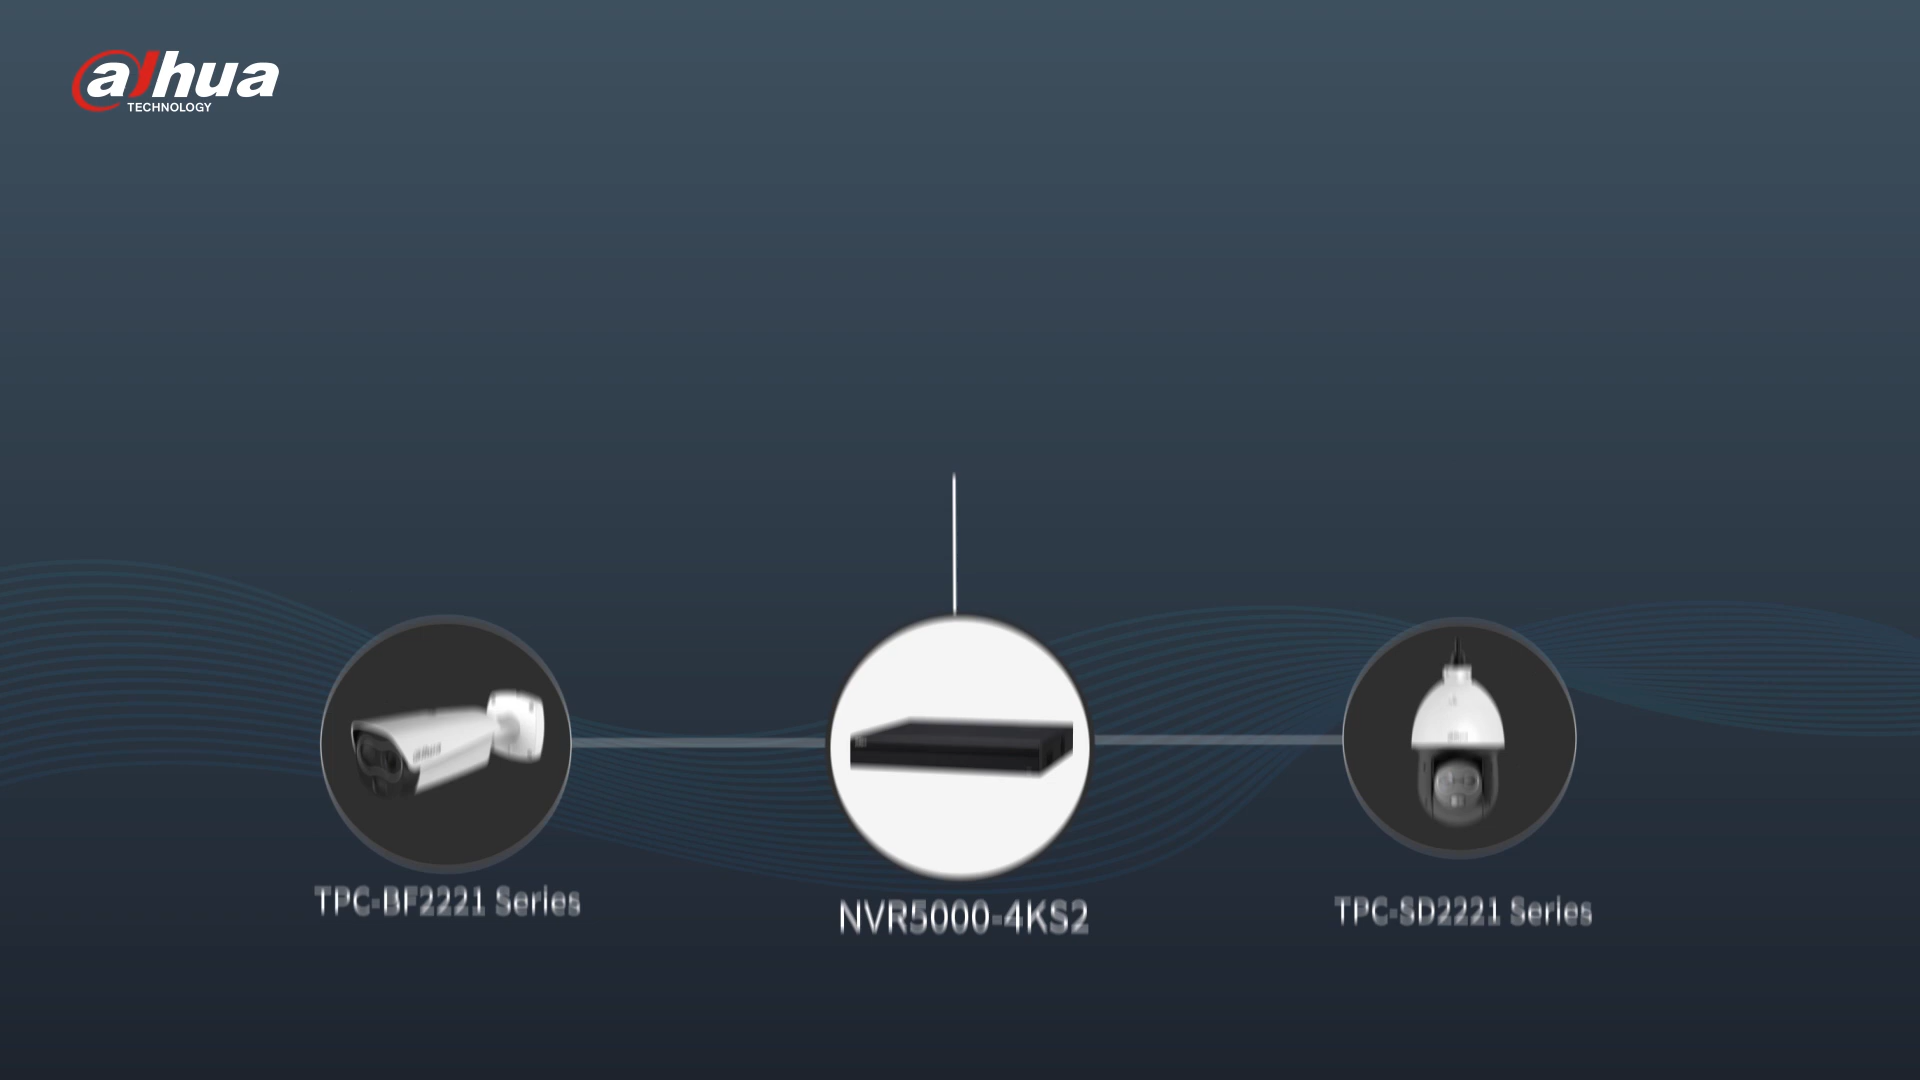 alhua
TECHNOLOGY
TPC-BF2221 Series
NVR5000-4KS2
TPC-SD2221 Series